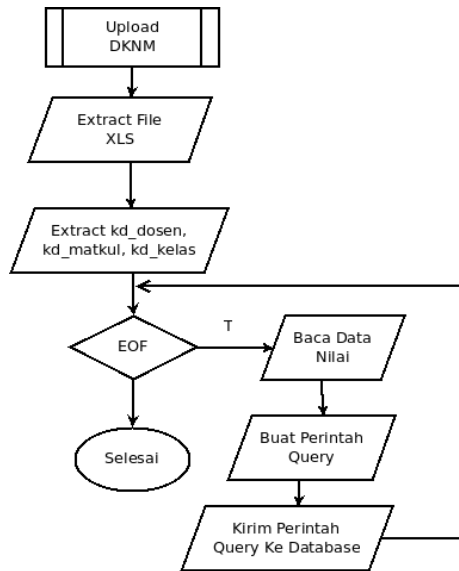 Upload
DKNM
Extract File
XLS
Extract kd_dosen,
kd_matkul, kd_kelas
EOF
T
Baca Data
Nilai
Buat Perintah
Query
Selesai
Kirim Perintah
Query Ke Database